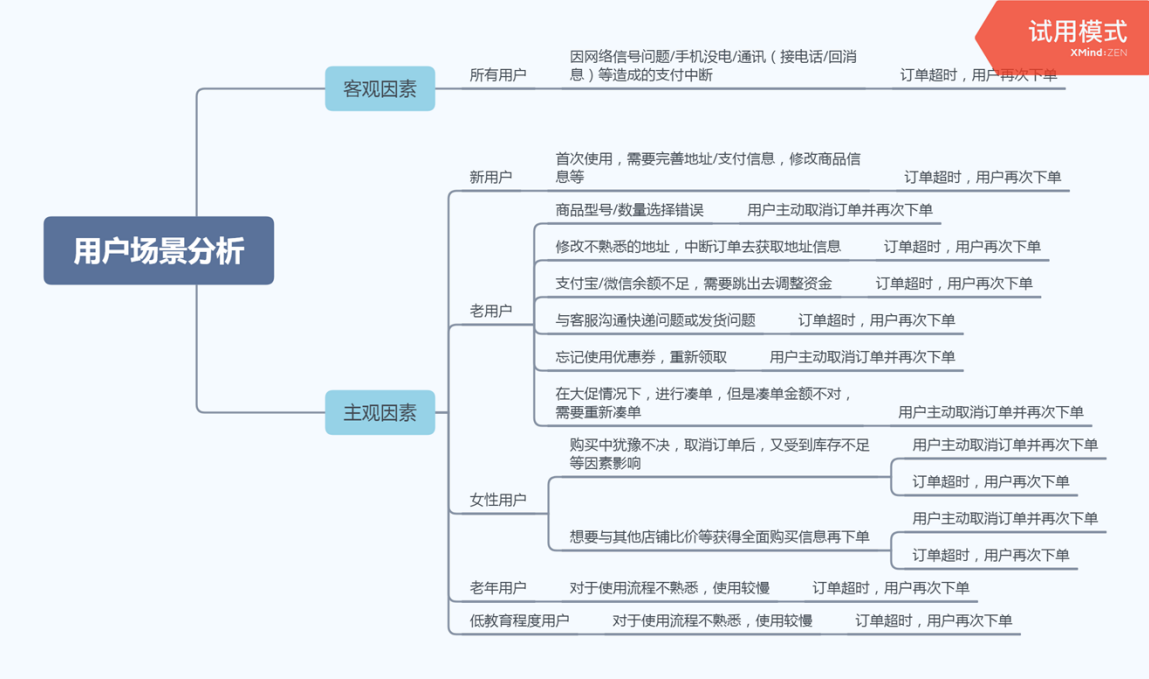 试用模式
XMind:ZEN
用户场景分析
客观因素
所有用户
因网络信号问题/手机没电/通讯（接电话/回消
息）等造成的支付中断
订单超时，用户再次下单
主观因素
新用户
首次使用，需要完善地址/支付信息，修改商品信
息等
订单超时，用户再次下单
老用户
商品型号/数量选择错误
用户主动取消订单并再次下单
修改不熟悉的地址，中断订单去获取地址信息
订单超时，用户再次下单
支付宝/微信余额不足，需要跳出去调整资金
订单超时，用户再次下单
与客服沟通快递问题或发货问题
订单超时，用户再次下单
忘记使用优惠券，重新领取
用户主动取消订单并再次下单
在大促情况下，进行凑单，但是凑单金额不对，
需要重新凑单
用户主动取消订单并再次下单
女性用户
购买中犹豫不决，取消订单后，又受到库存不足
等因素影响
用户主动取消订单并再次下单
订单超时，用户再次下单
想要与其他店铺比价等获得全面购买信息再下单
用户主动取消订单并再次下单
订单超时，用户再次下单
老年用户
对于使用流程不熟悉，使用较慢
订单超时，用户再次下单
低教育程度用户
对于使用流程不熟悉，使用较慢
订单超时，用户再次下单